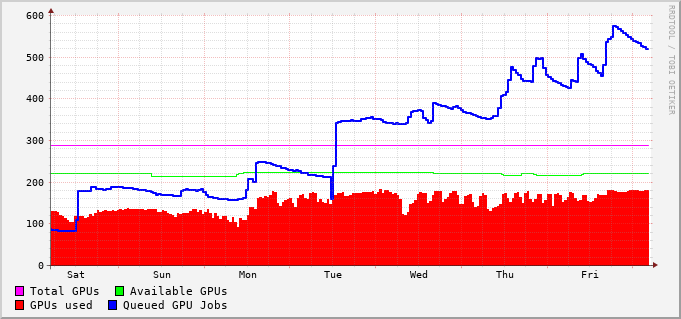 600
500
400
300
200
100
0
Sat Sun Mon Tue Wed Thu Fri
Total GPUs Available GPUs
GPUs used Queued GPU Jobs
RRDTOOL / TOBI OETIKER